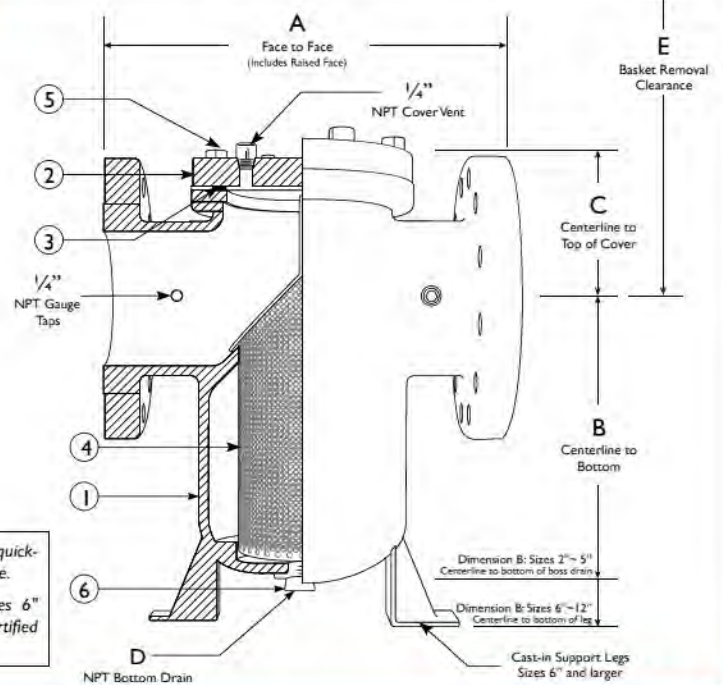 A
Face to Face
(Includes Raised Face)
E
Basket Removal
Clearance
5
1/4"
NPT Cover Vent
2
C
Centerline to
Top of Cover
3
1/4"
NPT Gauge
Taps
B
Centerline to
Bottom
4
1
quick-
e.
es 6"
rtified
Dimension B: Sizes 2"~ 5"
Centerline to bottom of boss drain
6
Dimension B: Sizes 6"~12"
Centerline to bottom of leg
D
NPT Bottom Drain
Cast-in Support Legs
Sizes 6" and larger